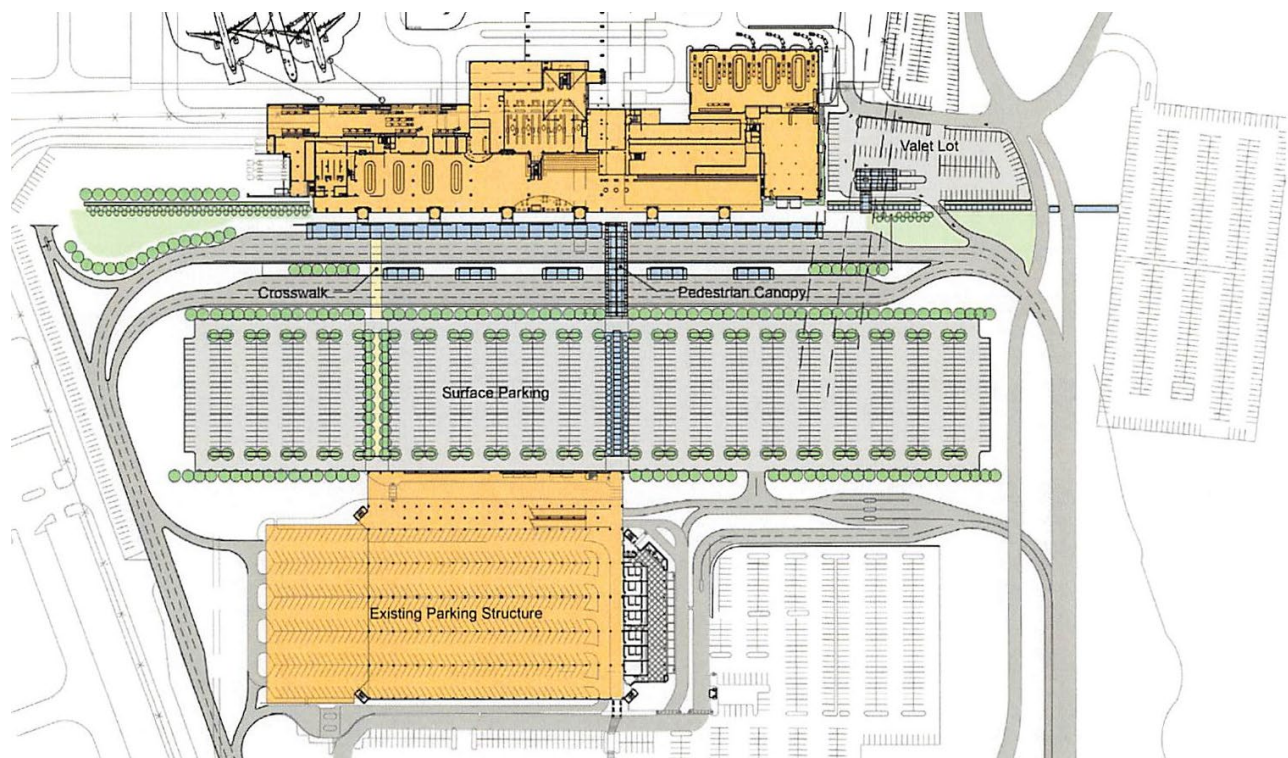 Valet Lot
Crosswalk
Pedestrian Canopy
Surface Parking
Existing Parking Structure